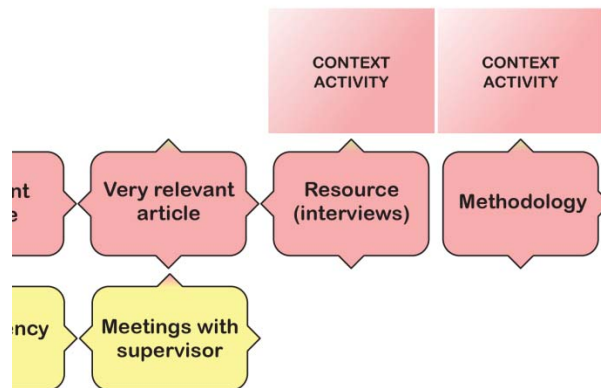 CONTEXT
ACTIVITY
CONTEXT
ACTIVITY
Very relevant
article
Resource
(interviews)
Methodology
Meetings with
supervisor